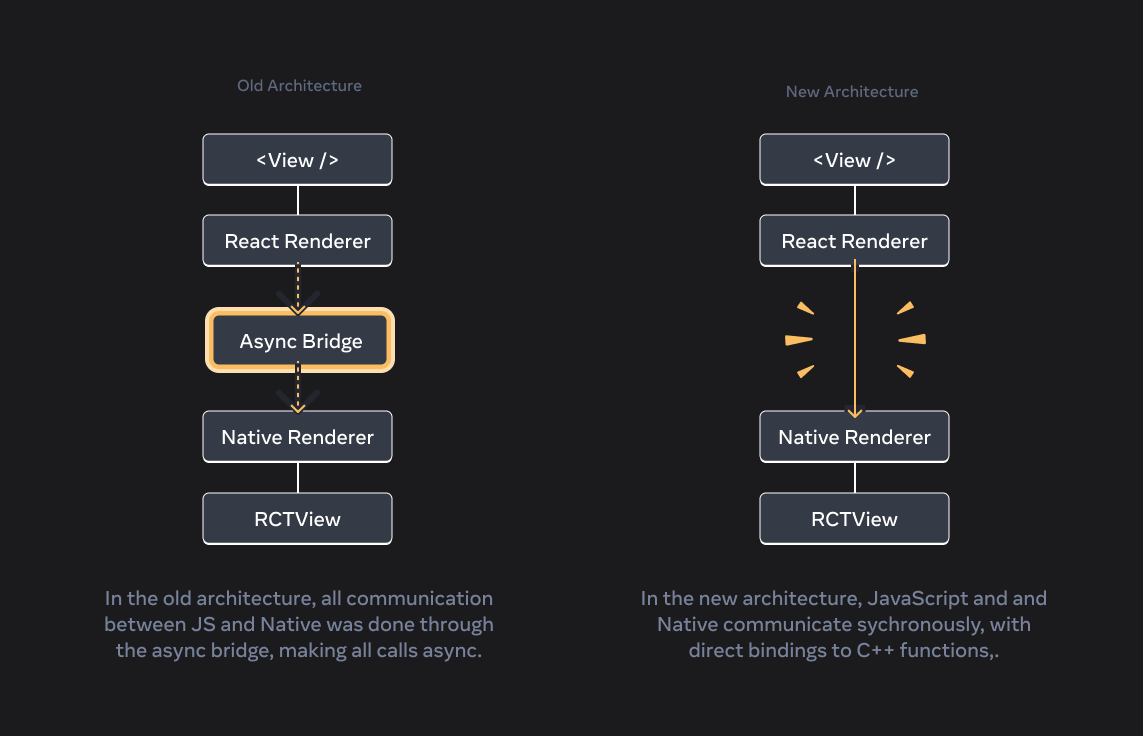 Old Architecture
<View />
React Renderer
Async Bridge
Native Renderer
RCTView
In the old architecture, all communication
between JS and Native was done through
the async bridge, making all calls async.
New Architecture
<View />
React Renderer
Native Renderer
RCTView
In the new architecture, JavaScript and and
Native communicate sychronously, with
direct bindings to C++ functions,.